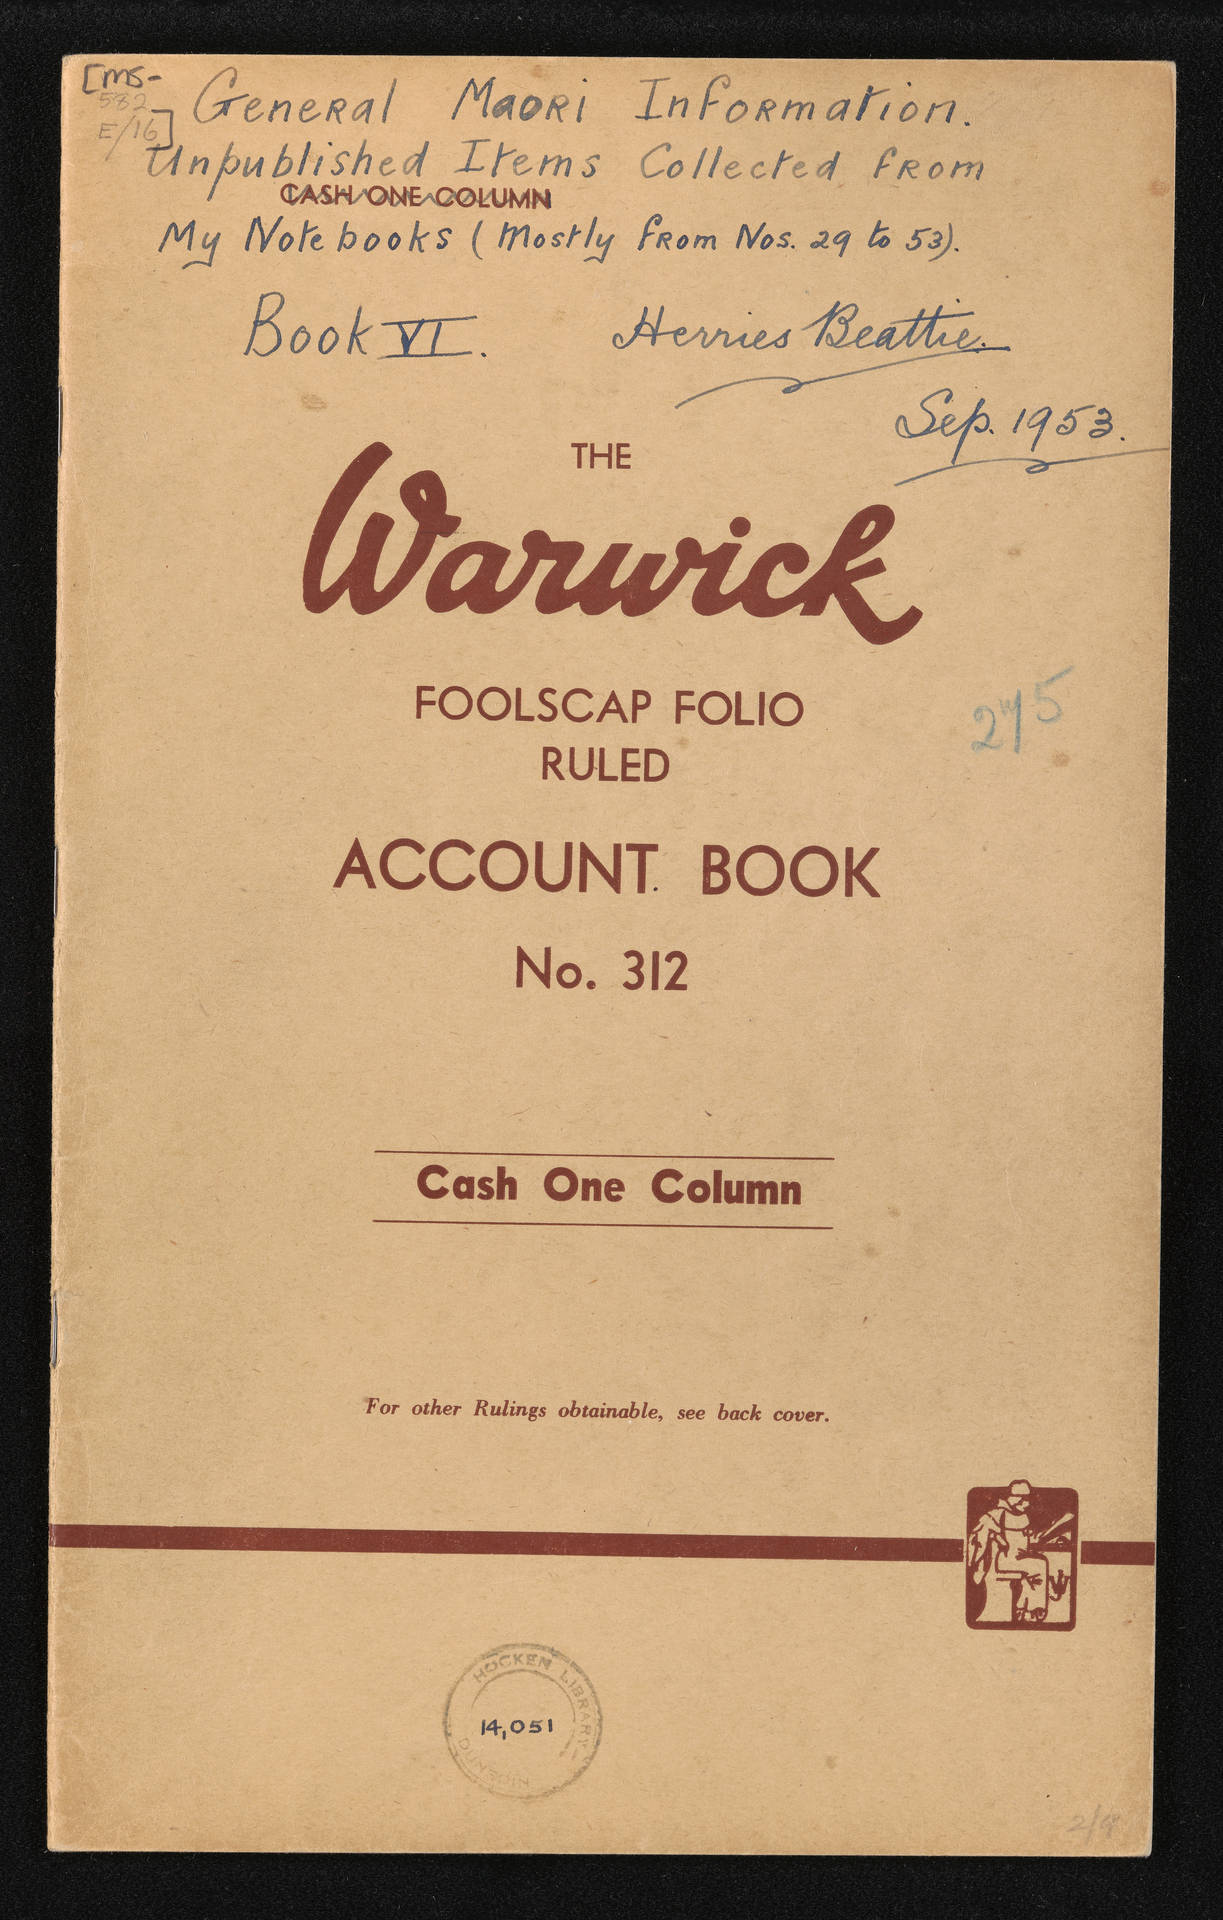 [MS-
582
E/16]
General Maori Information.
Unpublished Items Collected from
CASH ONE COLUMN
My Notebooks (Mostly from Nos. 29 to 53).
Book VI. Herries Beattie.
Sep. 1953.
THE
Warwick
FOOLSCAP FOLIO
RULED
ACCOUNT BOOK
No. 312
Cash One Column
For other Rulings obtainable, see back cover.
HOCKEN LIBRARY
14,051
DUNEDIN